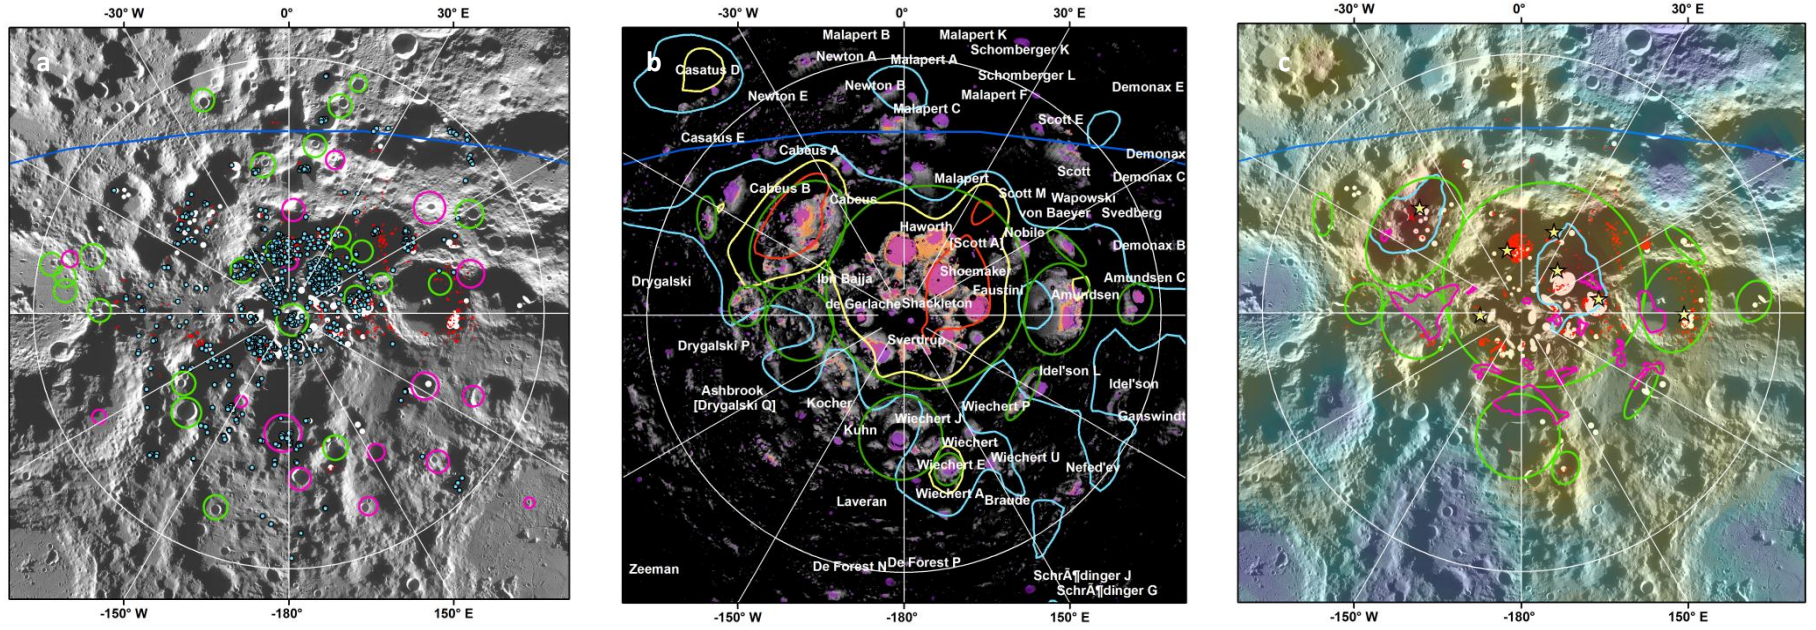 -30° W 0° 30° E
a
-150° W -180° 150° E
-30° W 0° 30° E
b
Malapert B Malapert K
Newton A Malapert A Schomberger K
Casatus D Schomberger L
Newton B Demonax E
Newton E Malapert F
Malapert C
Scott E
Casatus E
Cabeus A Demonax
Scott Demonax C
Cabeus B Malapert
Scott M Wapowski
Cabeus von Baeyer Svedberg
Haworth Nobile
[Scott A] Demonax B
Shoemaker
Drygalski Ibn Bajja Faustini Amundsen C
de Gerlache Shackleton Amundsen
Sverdrup
Drygalski P
Idel'son L
Ashbrook Idel'son
[Drygalski Q] Kocher Wiechert P
Wiechert J Ganswindt
Kuhn Wiechert
Wiechert E Wiechert U Nefed'ev
Laveran Wiechert A Braude
De Forest N De Forest P
Zeeman
SchrÃ¶dinger J
SchrÃ¶dinger G
-150° W -180° 150° E
-30° W 0° 30° E
c
-150° W -180° 150° E